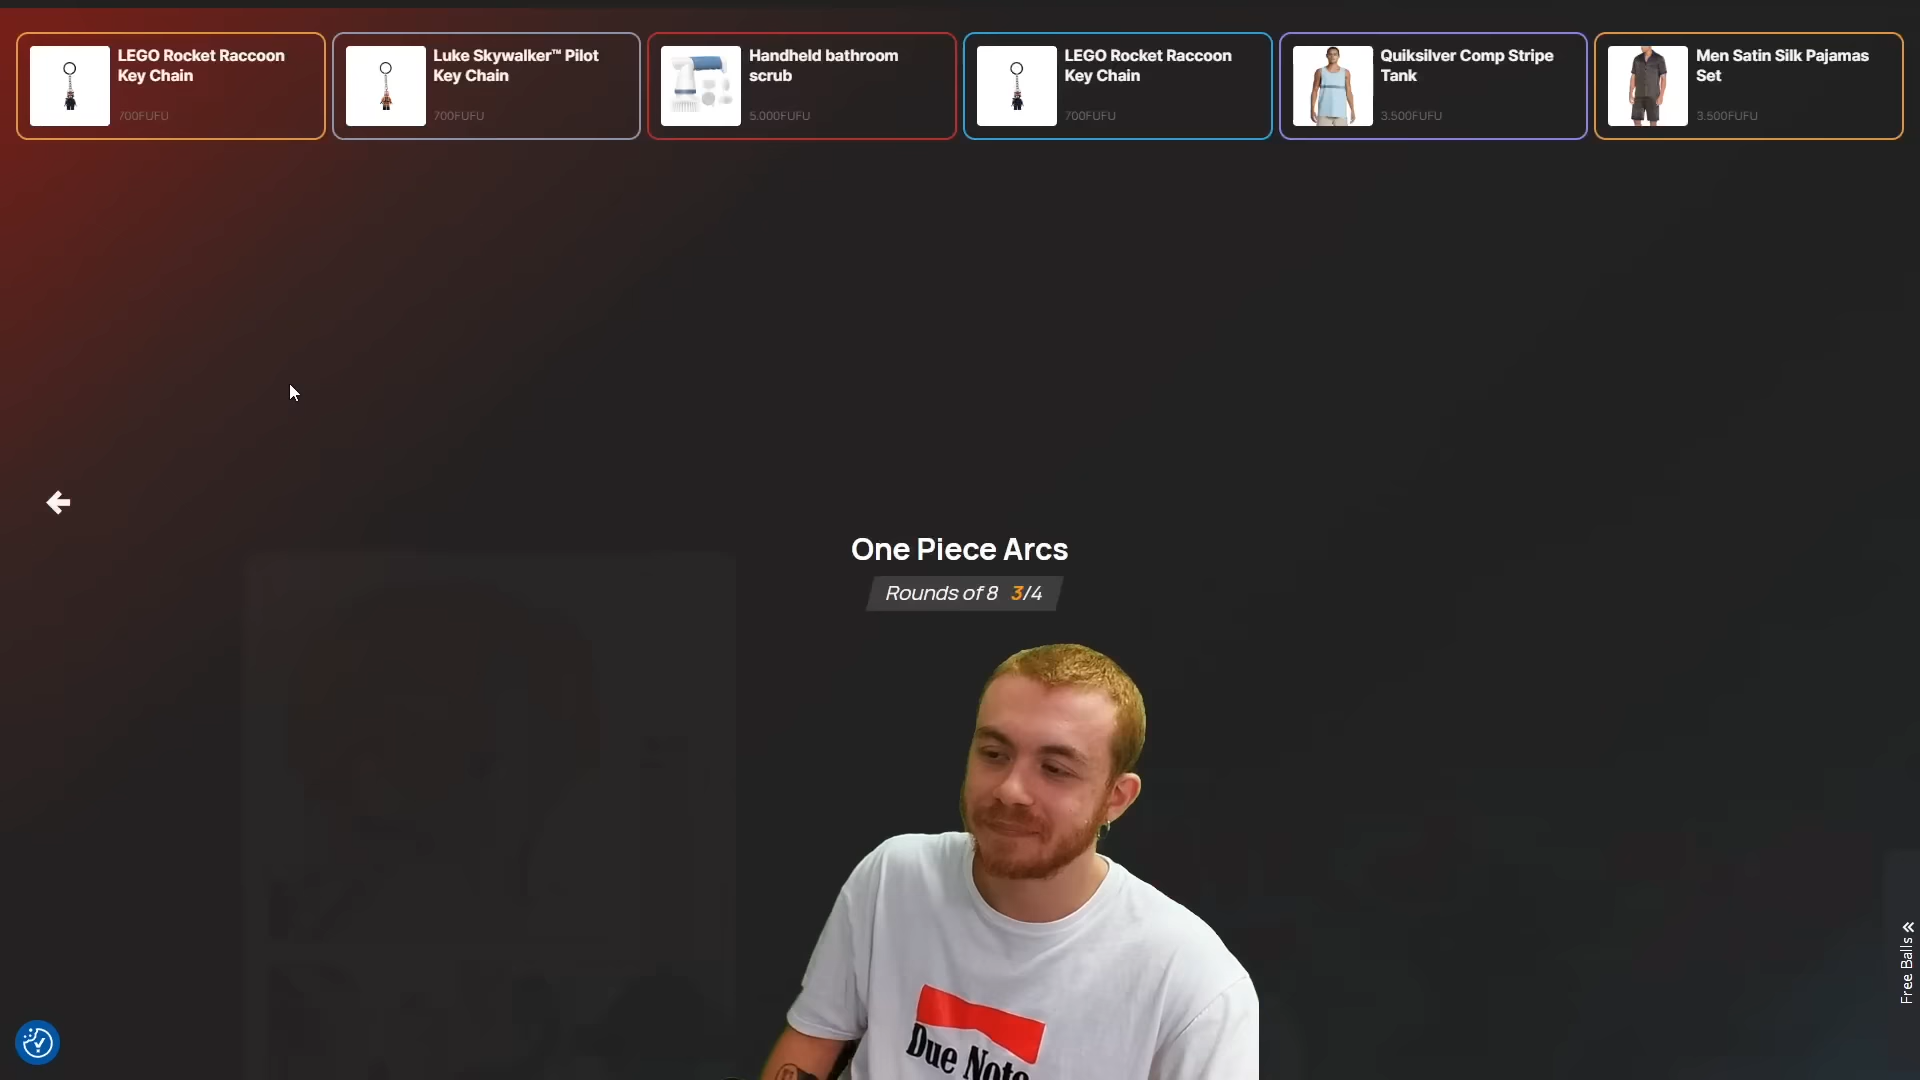 LEGO Rocket Raccoon
Key Chain
700FUFU
Luke Skywalker™ Pilot
Key Chain
700FUFU
Handheld bathroom
scrub
5.000FUFU
LEGO Rocket Raccoon
Key Chain
700FUFU
Quiksilver Comp Stripe
Tank
3.500FUFU
Men Satin Silk Pajamas
Set
3.500FUFU
One Piece Arcs
Rounds of 8 3/4
Due Note
Free Balls